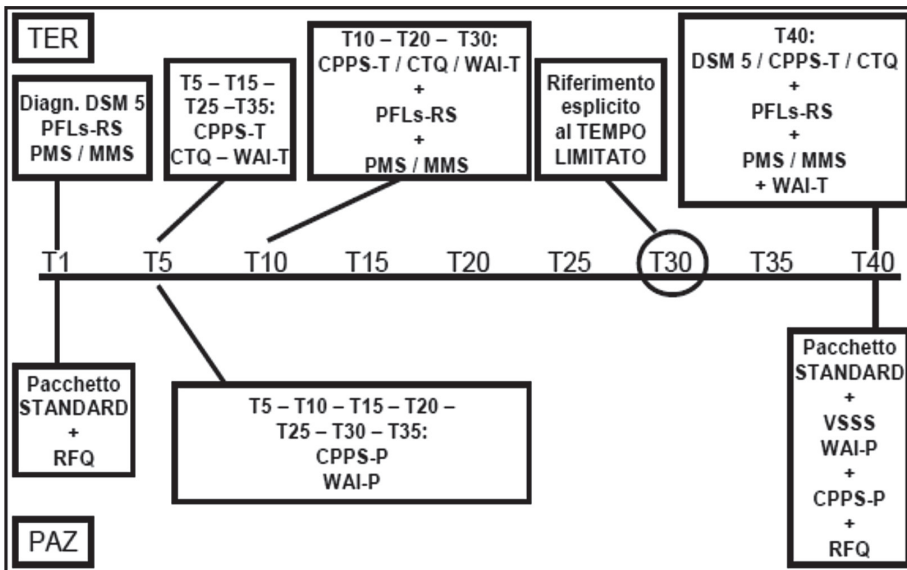 TER
Diagn. DSM 5
PFLs-RS
PMS / MMS
T5 – T15 –
T25 –T35:
CPPS-T
CTQ – WAI-T
T10 – T20 – T30:
CPPS-T / CTQ / WAI-T
+
PFLs-RS
+
PMS / MMS
Riferimento
esplicito
al TEMPO
LIMITATO
T40:
DSM 5 / CPPS-T / CTQ
+
PFLs-RS
+
PMS / MMS
+ WAI-T
T1 T5 T10 T15 T20 T25 T30 T35 T40
Pacchetto
STANDARD
+
RFQ
T5 – T10 – T15 – T20 –
T25 – T30 – T35:
CPPS-P
WAI-P
Pacchetto
STANDARD
+
VSSS
WAI-P
+
CPPS-P
+
RFQ
PAZ